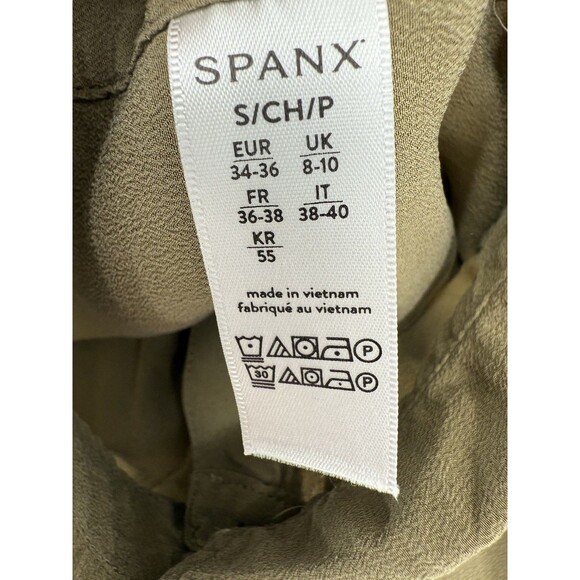 SPANX
S/CH/P
EUR UK
34-36 8-10
FR IT
36-38 38-40
KR
55
made in vietnam
fabriqué au vietnam
P
30 P